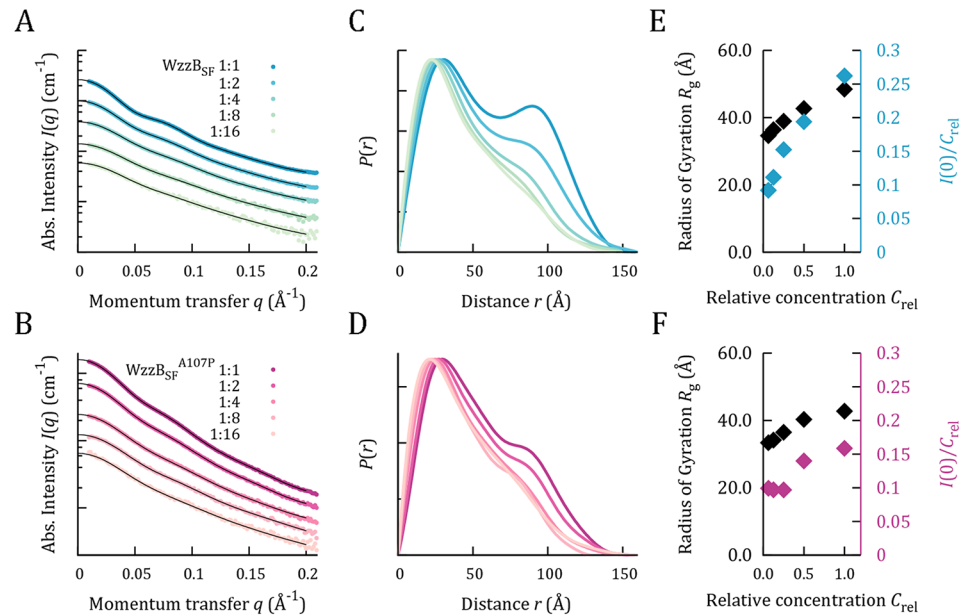 A
Abs. Intensity I(q) (cm⁻¹)
WzzB_SF 1:1
1:2
1:4
1:8
1:16
0 0.05 0.1 0.15 0.2
Momentum transfer q (Å⁻¹)
C
P(r)
0 50 100 150
Distance r (Å)
E
Radius of Gyration R_g (Å)
60.0
40.0
20.0
0.0
0.0 0.5 1.0
Relative concentration C_rel
0.3
0.25
0.2
0.15
0.1
0.05
0
I(0)/C_rel
B
Abs. Intensity I(q) (cm⁻¹)
WzzB_SF^A107P 1:1
1:2
1:4
1:8
1:16
0 0.05 0.1 0.15 0.2
Momentum transfer q (Å⁻¹)
D
P(r)
0 50 100 150
Distance r (Å)
F
Radius of Gyration R_g (Å)
60.0
40.0
20.0
0.0
0.0 0.5 1.0
Relative concentration C_rel
0.3
0.25
0.2
0.15
0.1
0.05
0
I(0)/C_rel